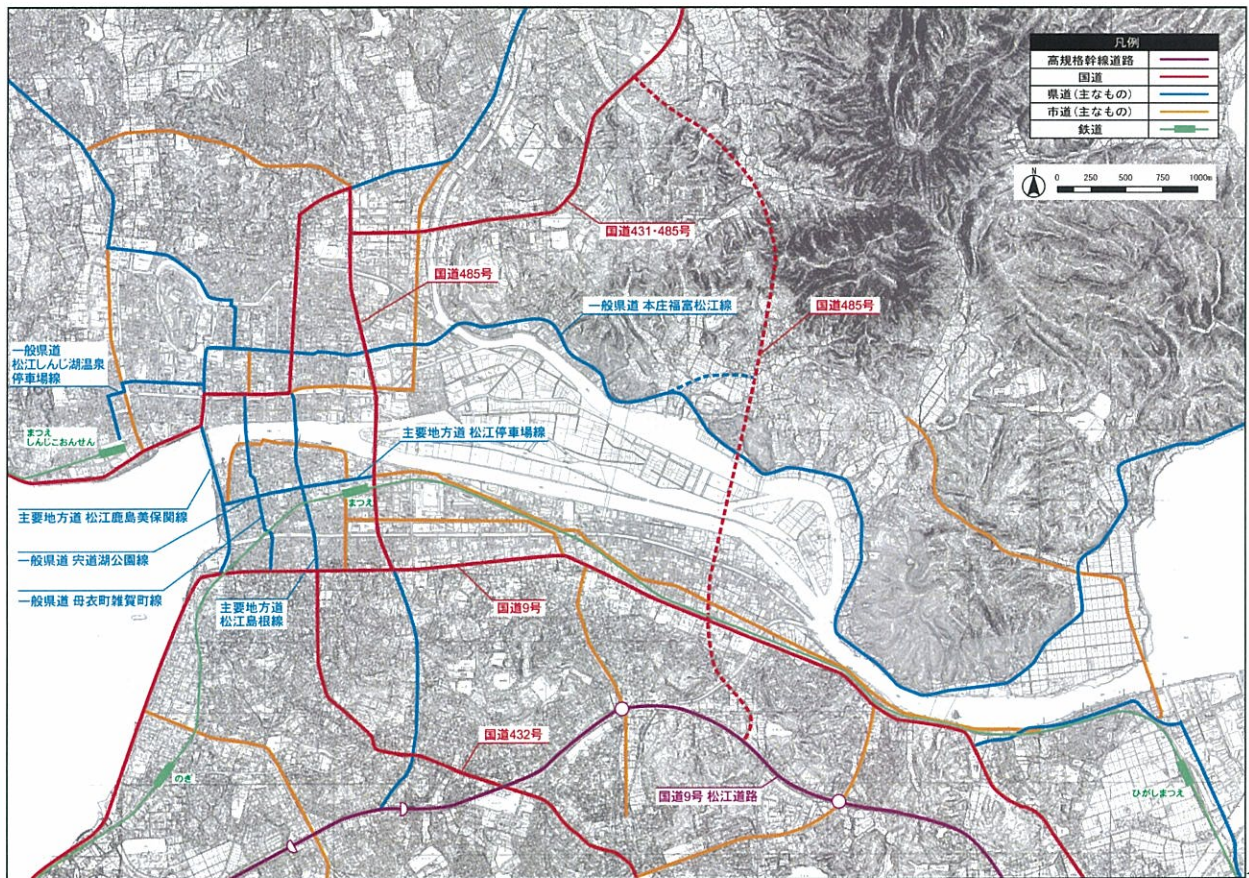 凡例
高規格幹線道路
国道
県道(主なもの)
市道(主なもの)
鉄道
N
0 250 500 750 1000m
国道431・485号
国道485号
一般県道 本庄福富松江線
国道485号
一般県道
松江しんじ湖温泉
停車場線
まつえ
しんじこおんせん
主要地方道 松江停車場線
まつえ
主要地方道 松江鹿島美保関線
一般県道 宍道湖公園線
一般県道 母衣町雑賀町線
主要地方道
松江島根線
国道9号
国道432号
のぎ
国道9号 松江道路
ひがしまつえ